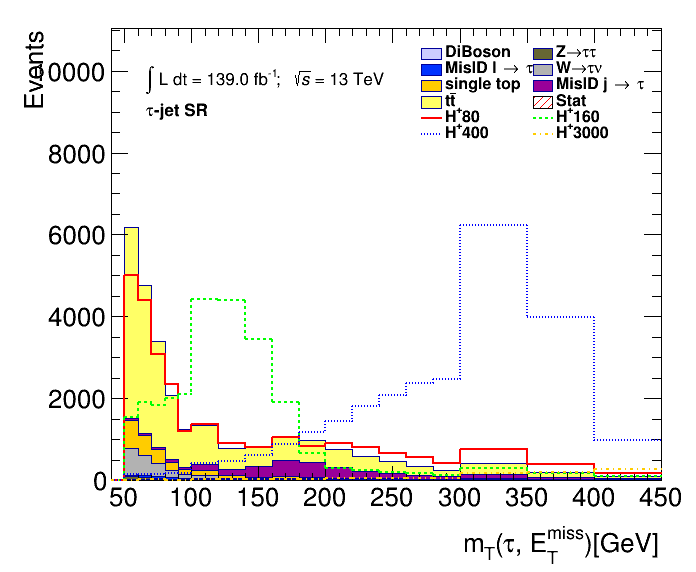 Events
∫ L dt = 139.0 fb⁻¹; √s = 13 TeV
τ-jet SR
DiBoson Z→ττ
MisID l → τ W→τν
single top MisID j → τ
tt̄ Stat
H⁺80 H⁺160
H⁺400 H⁺3000
10000
8000
6000
4000
2000
0
50 100 150 200 250 300 350 400 450
m_T(τ, E_T^miss)[GeV]